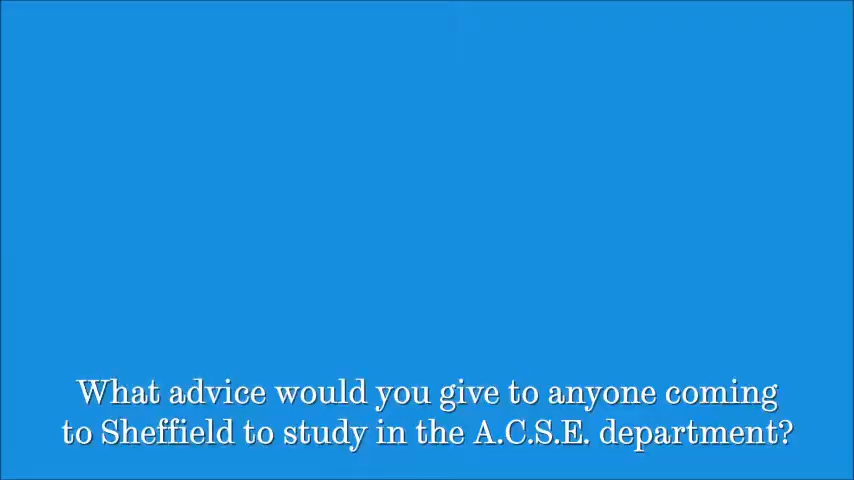 What advice would you give to anyone coming
to Sheffield to study in the A.C.S.E. department?